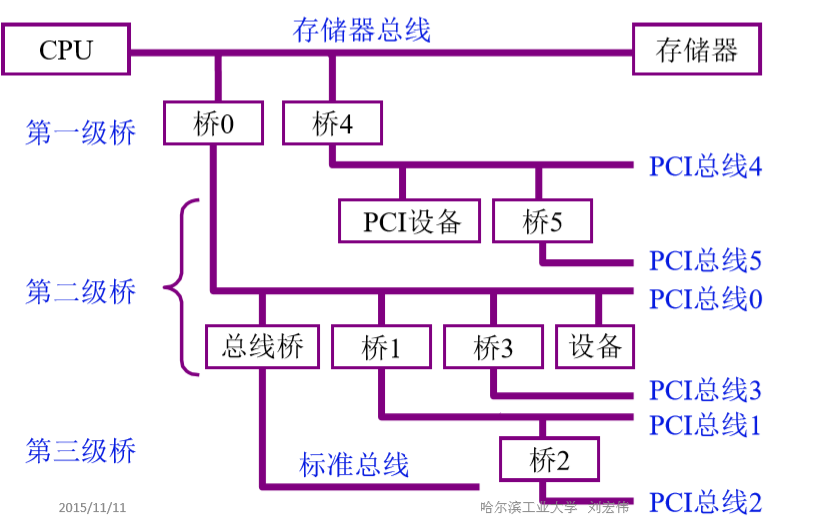 存储器总线
CPU
存储器
第一级桥
桥0
桥4
PCI总线4
PCI设备
桥5
PCI总线5
第二级桥
PCI总线0
总线桥
桥1
桥3
设备
PCI总线3
PCI总线1
第三级桥
标准总线
桥2
PCI总线2
2015/11/11
哈尔滨工业大学 刘宏伟